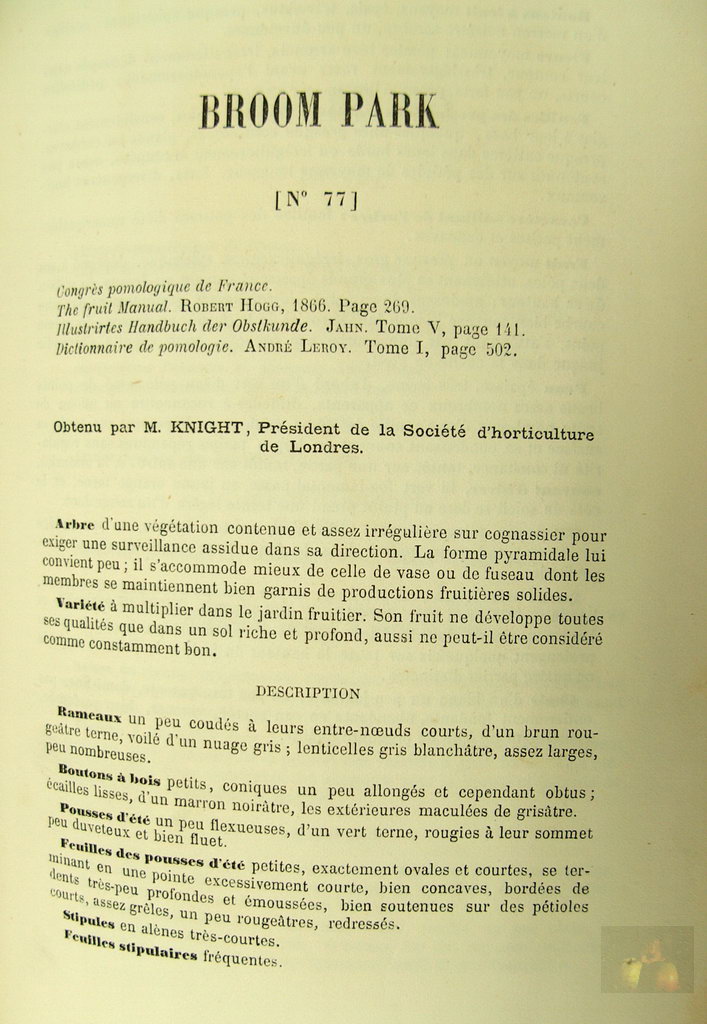 BROOM PARK
[N° 77]
Congrès pomologique de France.
The fruit Manual. ROBERT HOGG, 1866. Page 269.
Illustrirtes Handbuch der Obstkunde. JAHN. Tome V, page 141.
Dictionnaire de pomologie. ANDRÉ LEROY. Tome I, page 502.
Obtenu par M. KNIGHT, Président de la Société d'horticulture
de Londres.
Arbre d'une végétation contenue et assez irrégulière sur cognassier pour
exiger une surveillance assidue dans sa direction. La forme pyramidale lui
convient peu; il s'accommode mieux de celle de vase ou de fuseau dont les
membres se maintiennent bien garnis de productions fruitières solides.
Variété à multiplier dans le jardin fruitier. Son fruit ne développe toutes
ses qualités que dans un sol riche et profond, aussi ne peut-il être considéré
comme constamment bon.
DESCRIPTION
Rameaux un peu coudés à leurs entre-nœuds courts, d'un brun rou-
geâtre terne, voilé d'un nuage gris; lenticelles gris blanchâtre, assez larges,
peu nombreuses.
Boutons à bois petits, coniques un peu allongés et cependant obtus;
écailles lisses, d'un marron noirâtre, les extérieures maculées de grisâtre.
Pousses d'été un peu flexueuses, d'un vert terne, rougies à leur sommet
peu duveteux et bien fluet.
Feuilles des pousses d'été petites, exactement ovales et courtes, se ter-
minant en une pointe excessivement courte, bien concaves, bordées de
dents très-peu profondes et émoussées, bien soutenues sur des pétioles
courts, assez grêles, un peu rougeâtres, redressés.
Stipules en alènes très-courtes.
Feuilles stipulaires fréquentes.